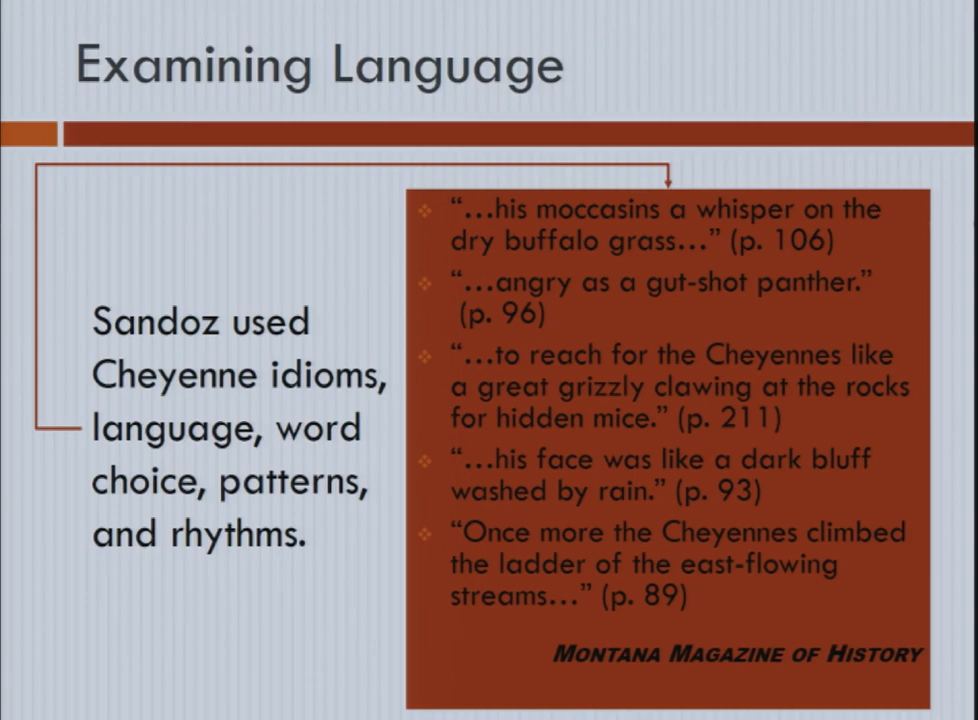 Examining Language
Sandoz used
Cheyenne idioms,
language, word
choice, patterns,
and rhythms.
“...his moccasins a whisper on the
dry buffalo grass...” (p. 106)
“...angry as a gut-shot panther.”
(p. 96)
“...to reach for the Cheyennes like
a great grizzly clawing at the rocks
for hidden mice.” (p. 211)
“...his face was like a dark bluff
washed by rain.” (p. 93)
“Once more the Cheyennes climbed
the ladder of the east-flowing
streams...” (p. 89)
MONTANA MAGAZINE OF HISTORY